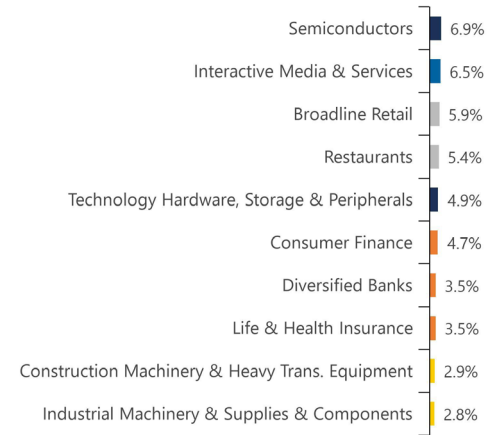 Semiconductors 6.9%
Interactive Media & Services 6.5%
Broadline Retail 5.9%
Restaurants 5.4%
Technology Hardware, Storage & Peripherals 4.9%
Consumer Finance 4.7%
Diversified Banks 3.5%
Life & Health Insurance 3.5%
Construction Machinery & Heavy Trans. Equipment 2.9%
Industrial Machinery & Supplies & Components 2.8%